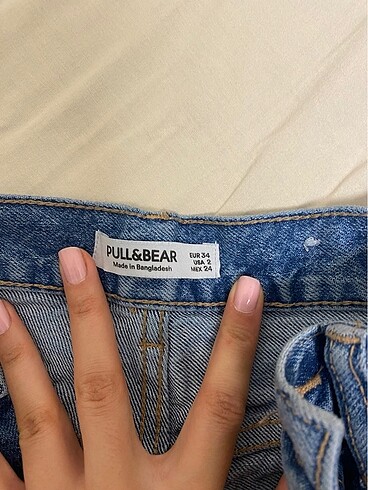 PULL&BEAR
Made in Bangladesh
EUR 34
USA 2
MEX 24